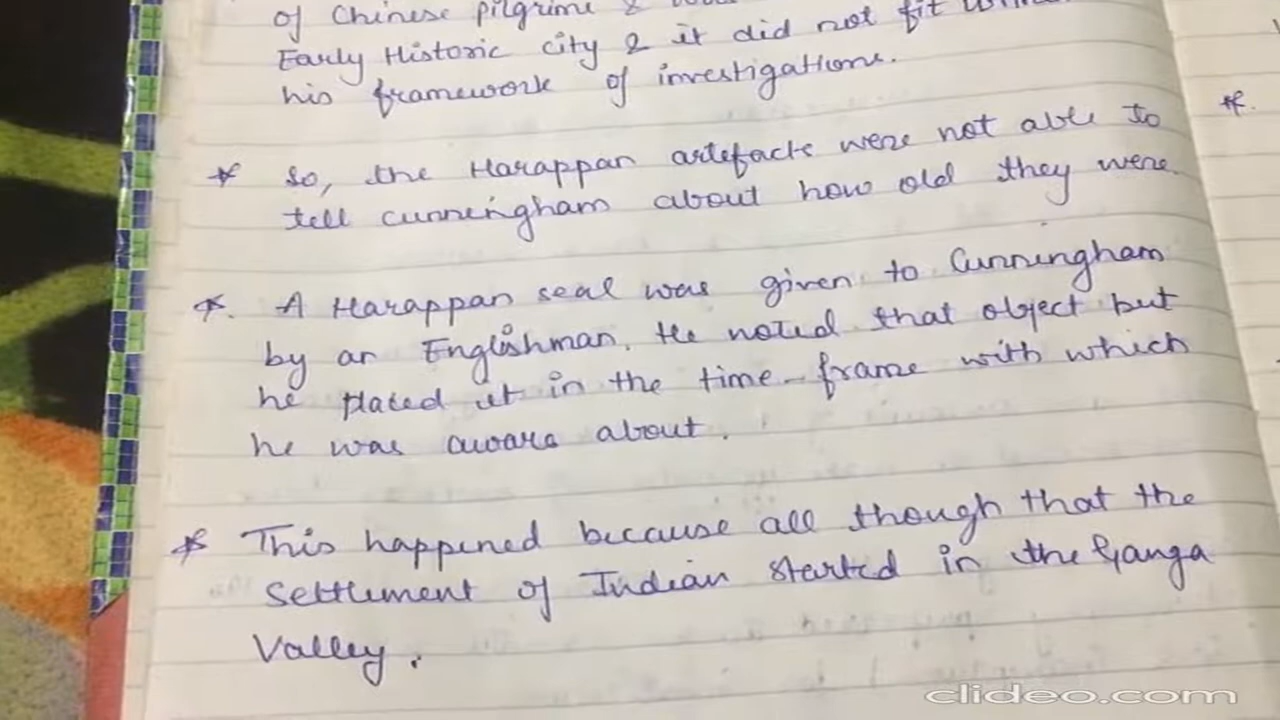 of Chinese pilgrims &
Early Historic city & it did not fit
his framework of investigations.
* So, the Harappan artefacts were not able to
tell Cunningham about how old they were.
*. A Harappan seal was given to Cunningham
by an Englishman. He noted that object but
he placed it in the time-frame with which
he was aware about.
* This happened because all though that the
Settlement of Indian started in the Ganga
Valley.
*.
clideo.com